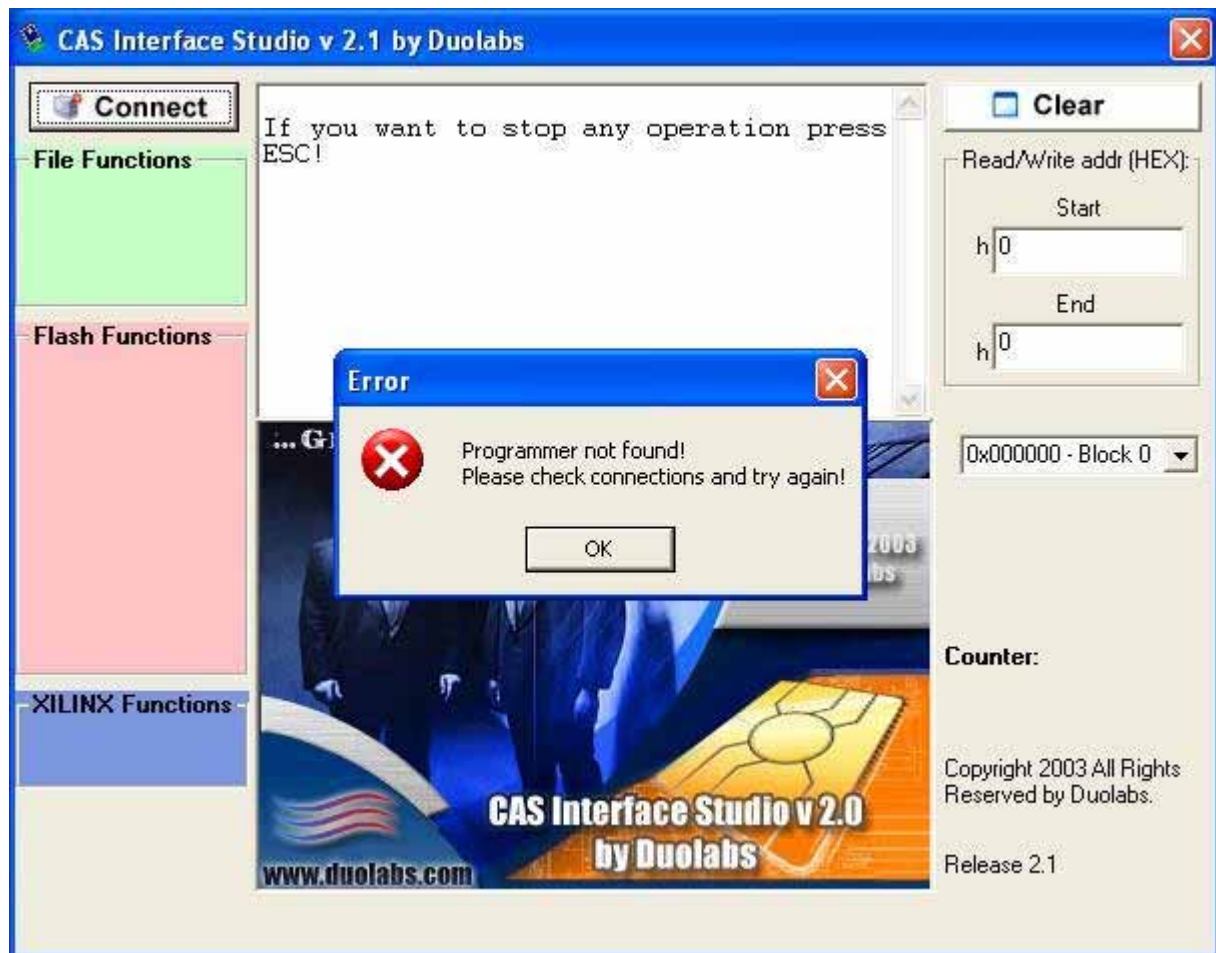 CAS Interface Studio v 2.1 by Duolabs
Connect
If you want to stop any operation press
ESC!
Clear
File Functions
Read/Write addr (HEX):
Start
h 0
End
h 0
Flash Functions
Error
Programmer not found!
Please check connections and try again!
OK
0x000000 - Block 0
2003
XILINX Functions
Counter:
Copyright 2003 All Rights
Reserved by Duolabs.
Release 2.1
CAS Interface Studio v 2.0
by Duolabs
www.duolabs.com